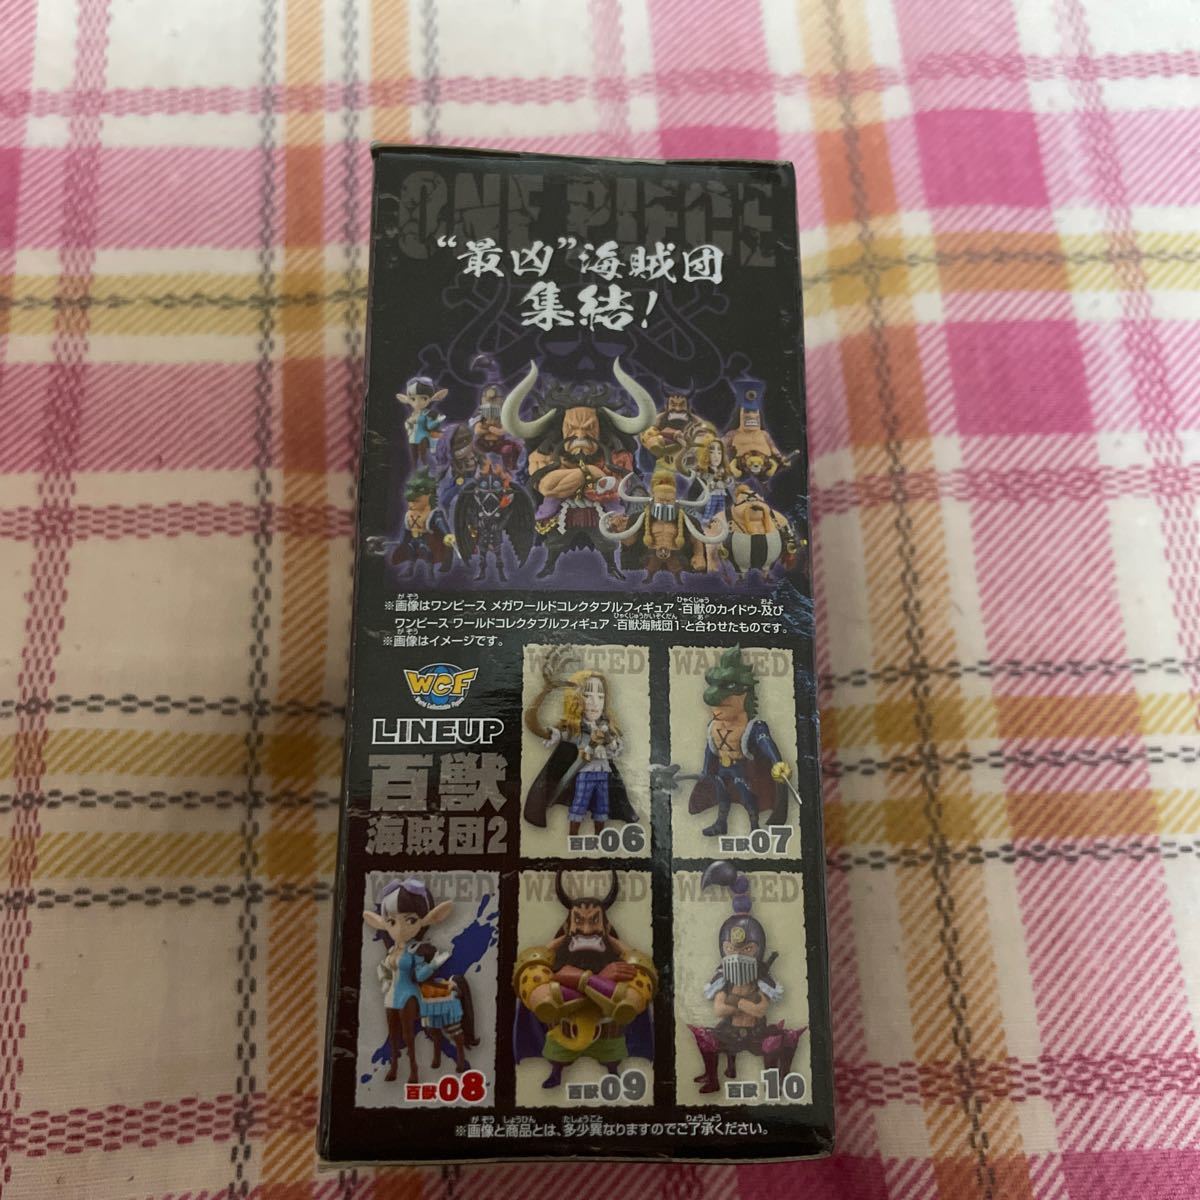 ONE PIECE
“最凶”海賊団
集結！
※画像はワンピース メガワールドコレクタブルフィギュア -百獣のカイドウ-及び
ワンピース ワールドコレクタブルフィギュア -百獣海賊団1-と合わせたものです。
※画像はイメージです。
WCF
World Collectable Figure
LINEUP
百獣
海賊団2
WANTED
百獣06
WANTED
百獣07
WANTED
百獣08
WANTED
百獣09
WANTED
百獣10
※画像と商品とは、多少異なりますのでご了承ください。